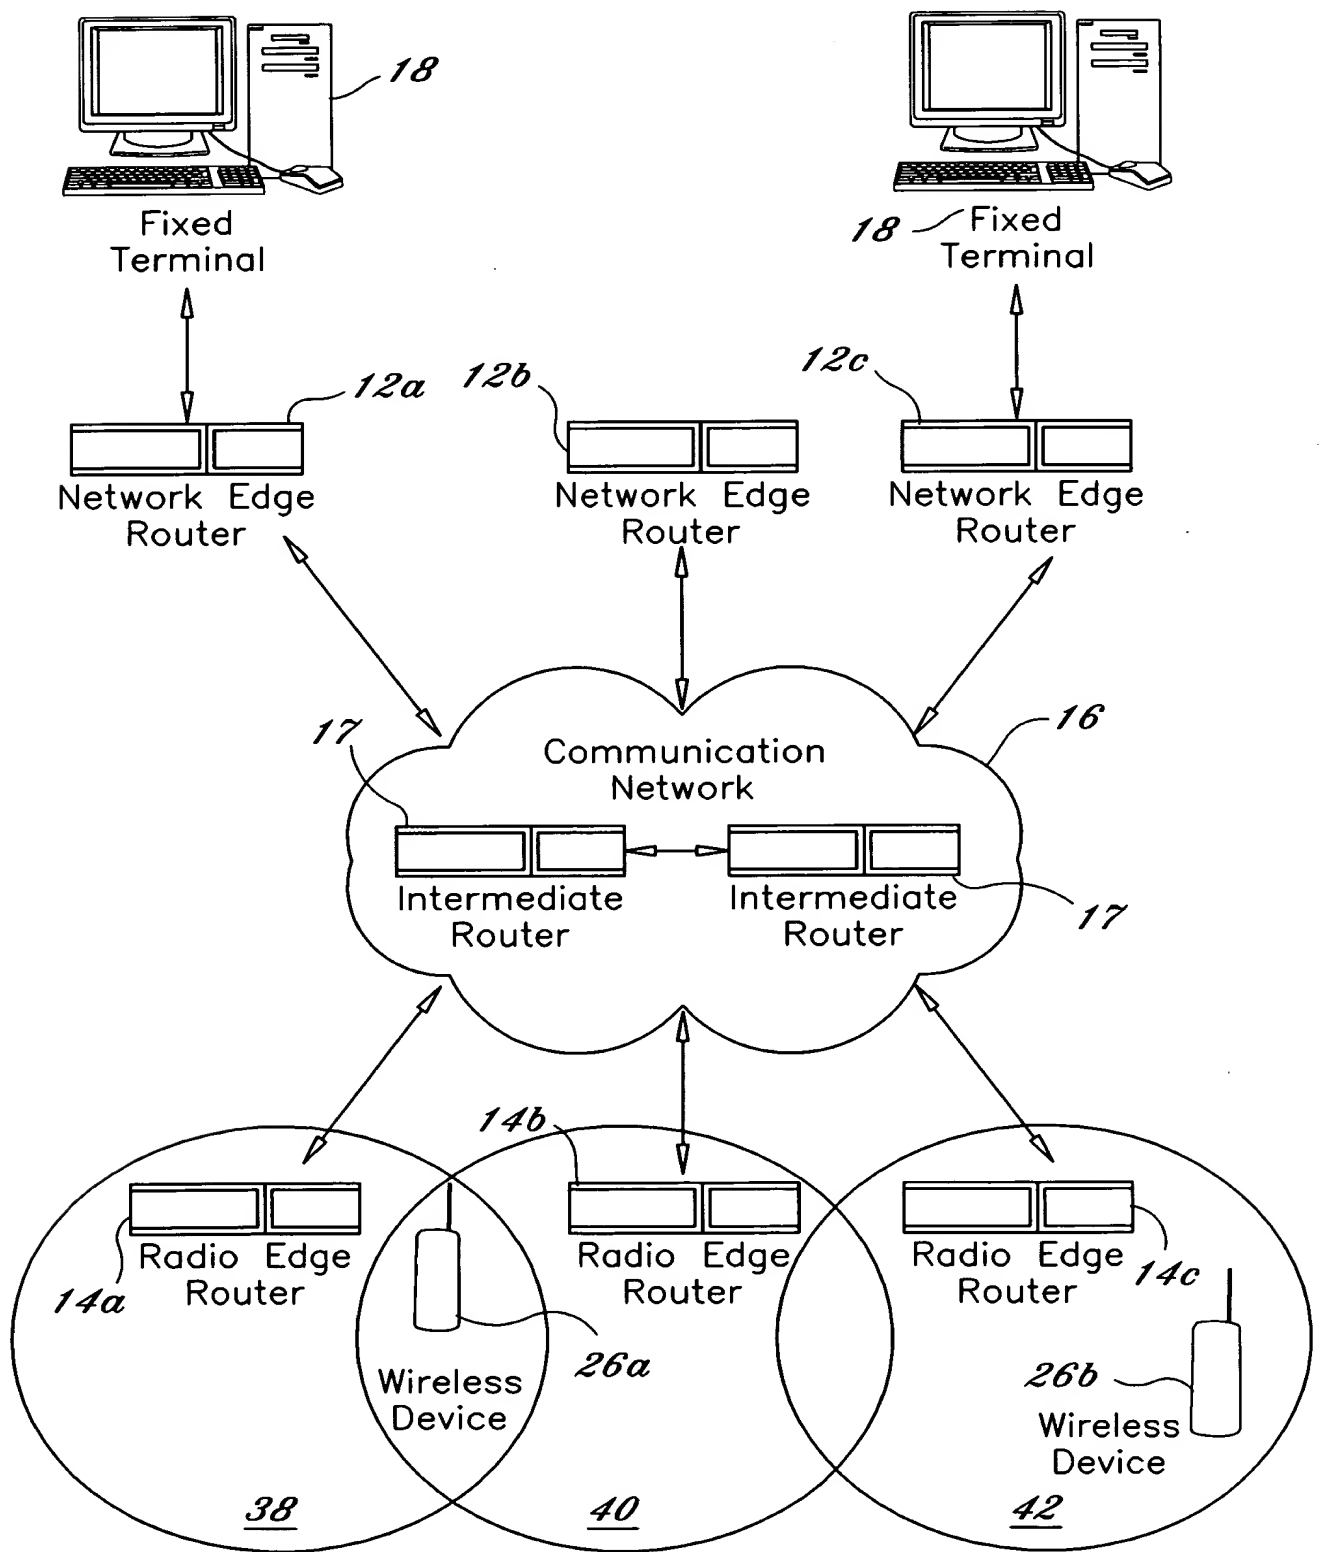 18
Fixed
Terminal
18
Fixed
Terminal
12a
12b
12c
Network Edge
Router
Network Edge
Router
Network Edge
Router
16
17
Communication
Network
Intermediate
Router
Intermediate
Router
17
14b
Radio Edge
Router
14a
Radio Edge
Router
Radio Edge
Router
14c
26a
Wireless
Device
26b
Wireless
Device
38
40
42